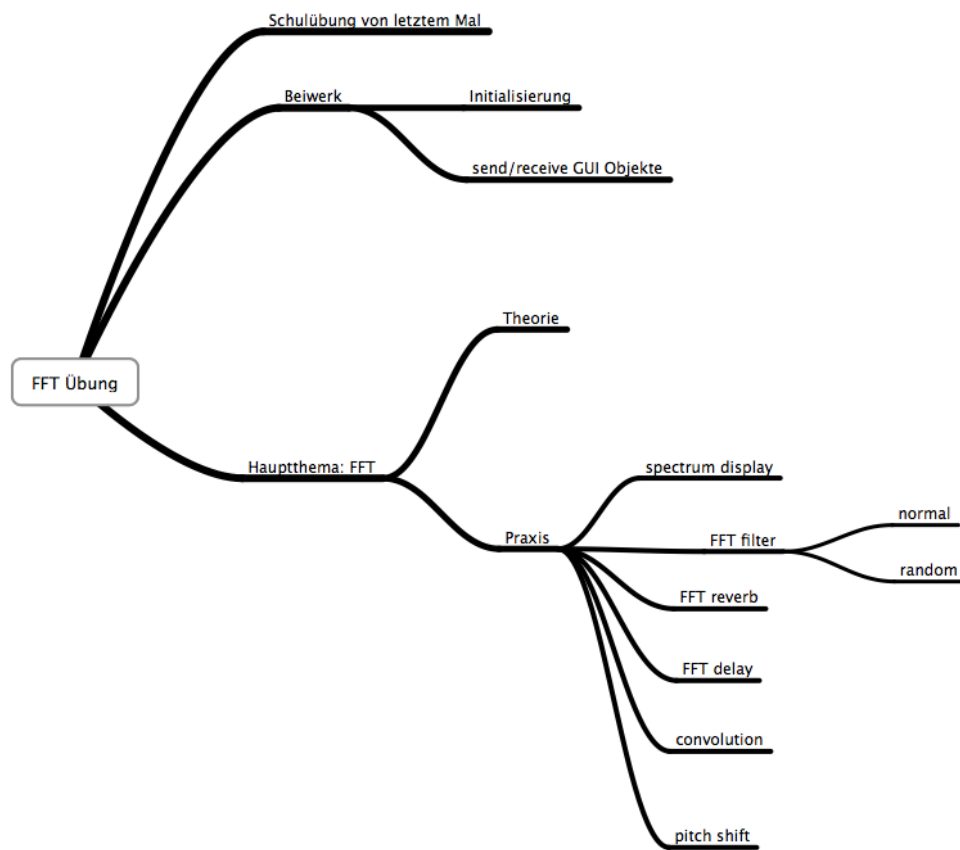 Schulübung von letztem Mal
Beiwerk
Initialisierung
send/receive GUI Objekte
FFT Übung
Theorie
Hauptthema: FFT
spectrum display
Praxis
FFT filter
normal
random
FFT reverb
FFT delay
convolution
pitch shift